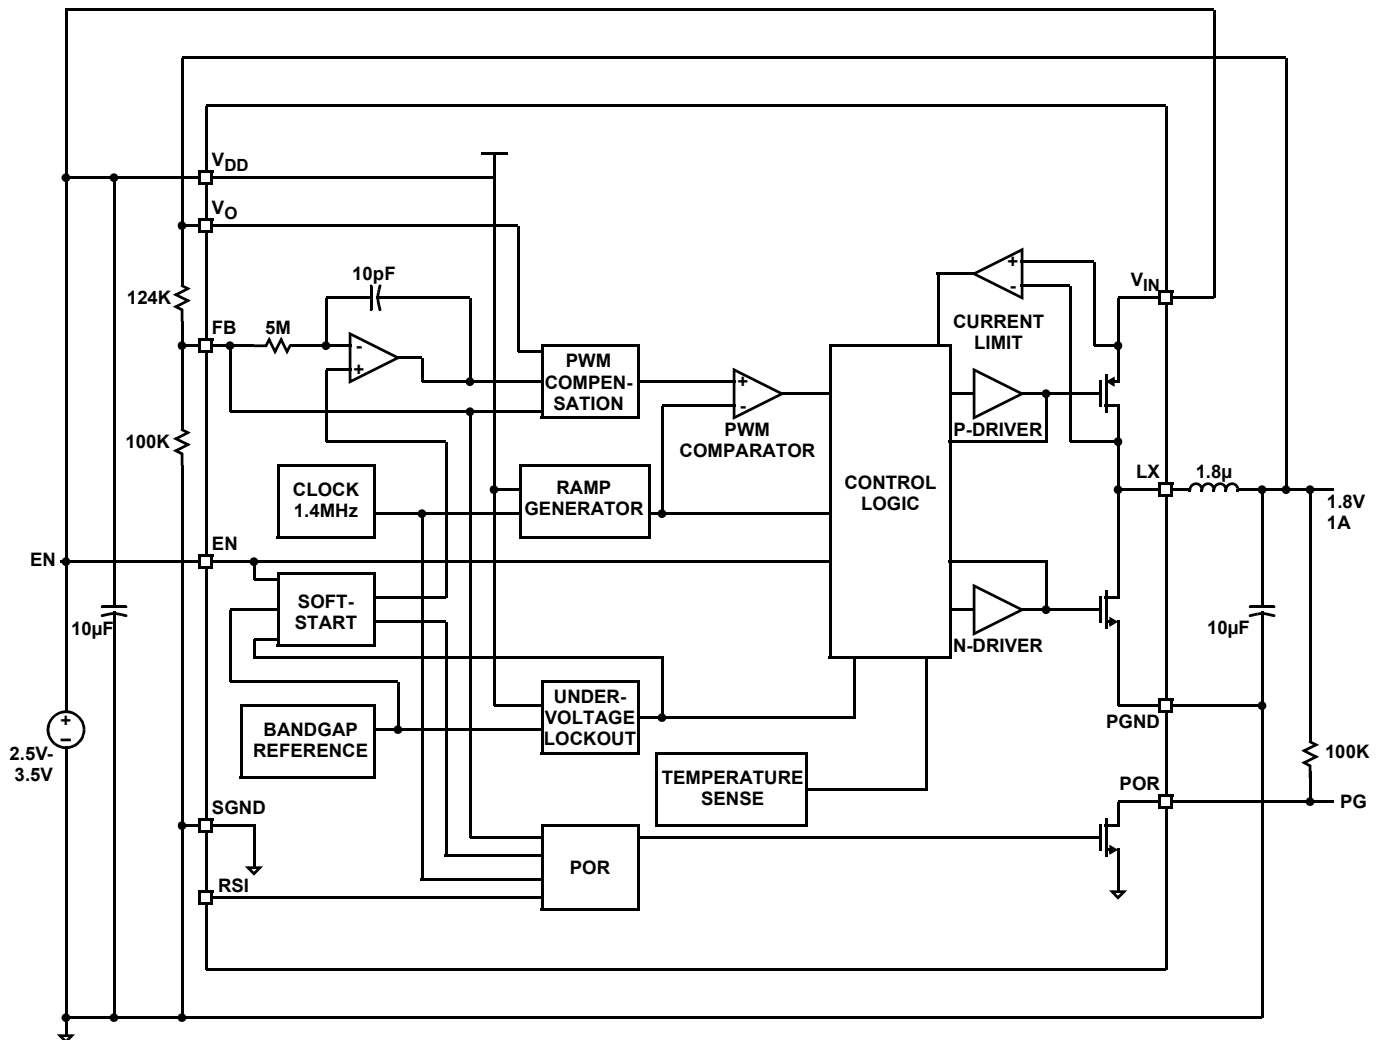 VDD
VO
10pF
124K
FB
5M
-
+
PWM
COMPEN-
SATION
+
-
PWM
COMPARATOR
+
-
CURRENT
LIMIT
VIN
P-DRIVER
100K
CLOCK
1.4MHz
RAMP
GENERATOR
CONTROL
LOGIC
LX
1.8µ
1.8V
1A
EN
EN
SOFT-
START
10µF
N-DRIVER
10µF
UNDER-
VOLTAGE
LOCKOUT
BANDGAP
REFERENCE
PGND
+
-
2.5V-
3.5V
100K
TEMPERATURE
SENSE
POR
PG
SGND
POR
RSI